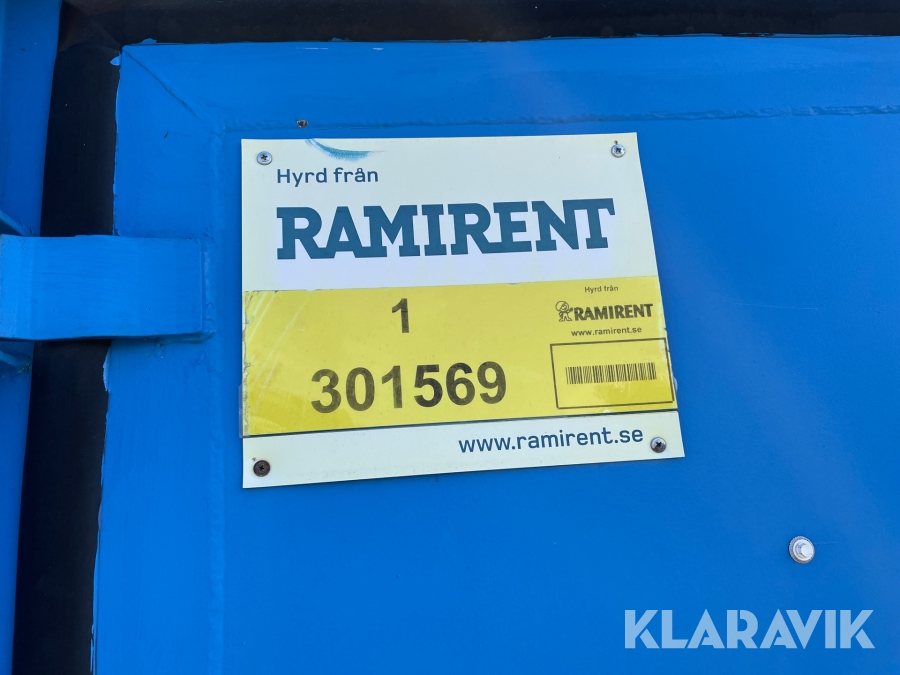 Hyrd från
RAMIRENT
1
301569
Hyrd från
RAMIRENT
www.ramirent.se
www.ramirent.se
KLARAVIK